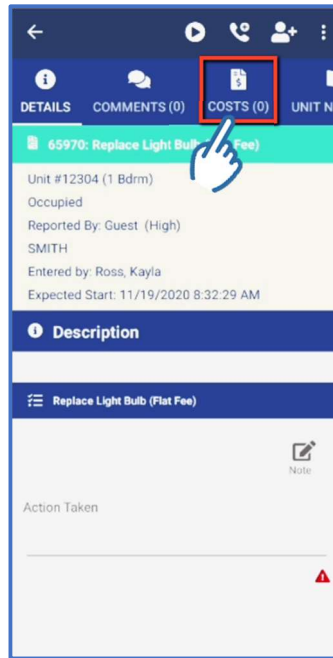 DETAILS COMMENTS (0) COSTS (0) UNIT N
65970: Replace Light Bulb Fee)
Unit #12304 (1 Bdrm)
Occupied
Reported By: Guest (High)
SMITH
Entered by: Ross, Kayla
Expected Start: 11/19/2020 8:32:29 AM
Description
Replace Light Bulb (Flat Fee)
Note
Action Taken